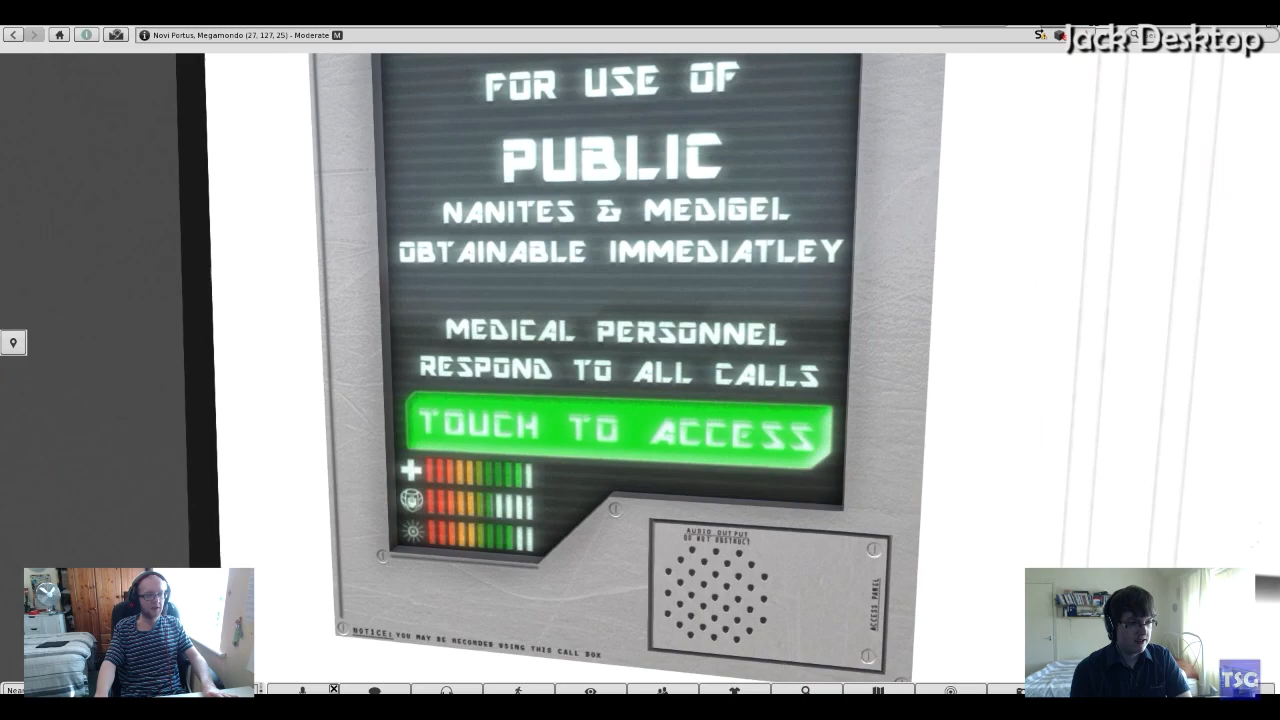 Novi Portus, Megamondo (27, 127, 25) - Moderate M
Jack Desktop
FOR USE OF
PUBLIC
NANITES & MEDIGEL
OBTAINABLE IMMEDIATLEY
MEDICAL PERSONNEL
RESPOND TO ALL CALLS
TOUCH TO ACCESS
AUDIO OUTPUT
DO NOT OBSTRUCT
ACCESS PANEL
NOTICE: YOU MAY BE RECORDED USING THIS CALL BOX
TSG